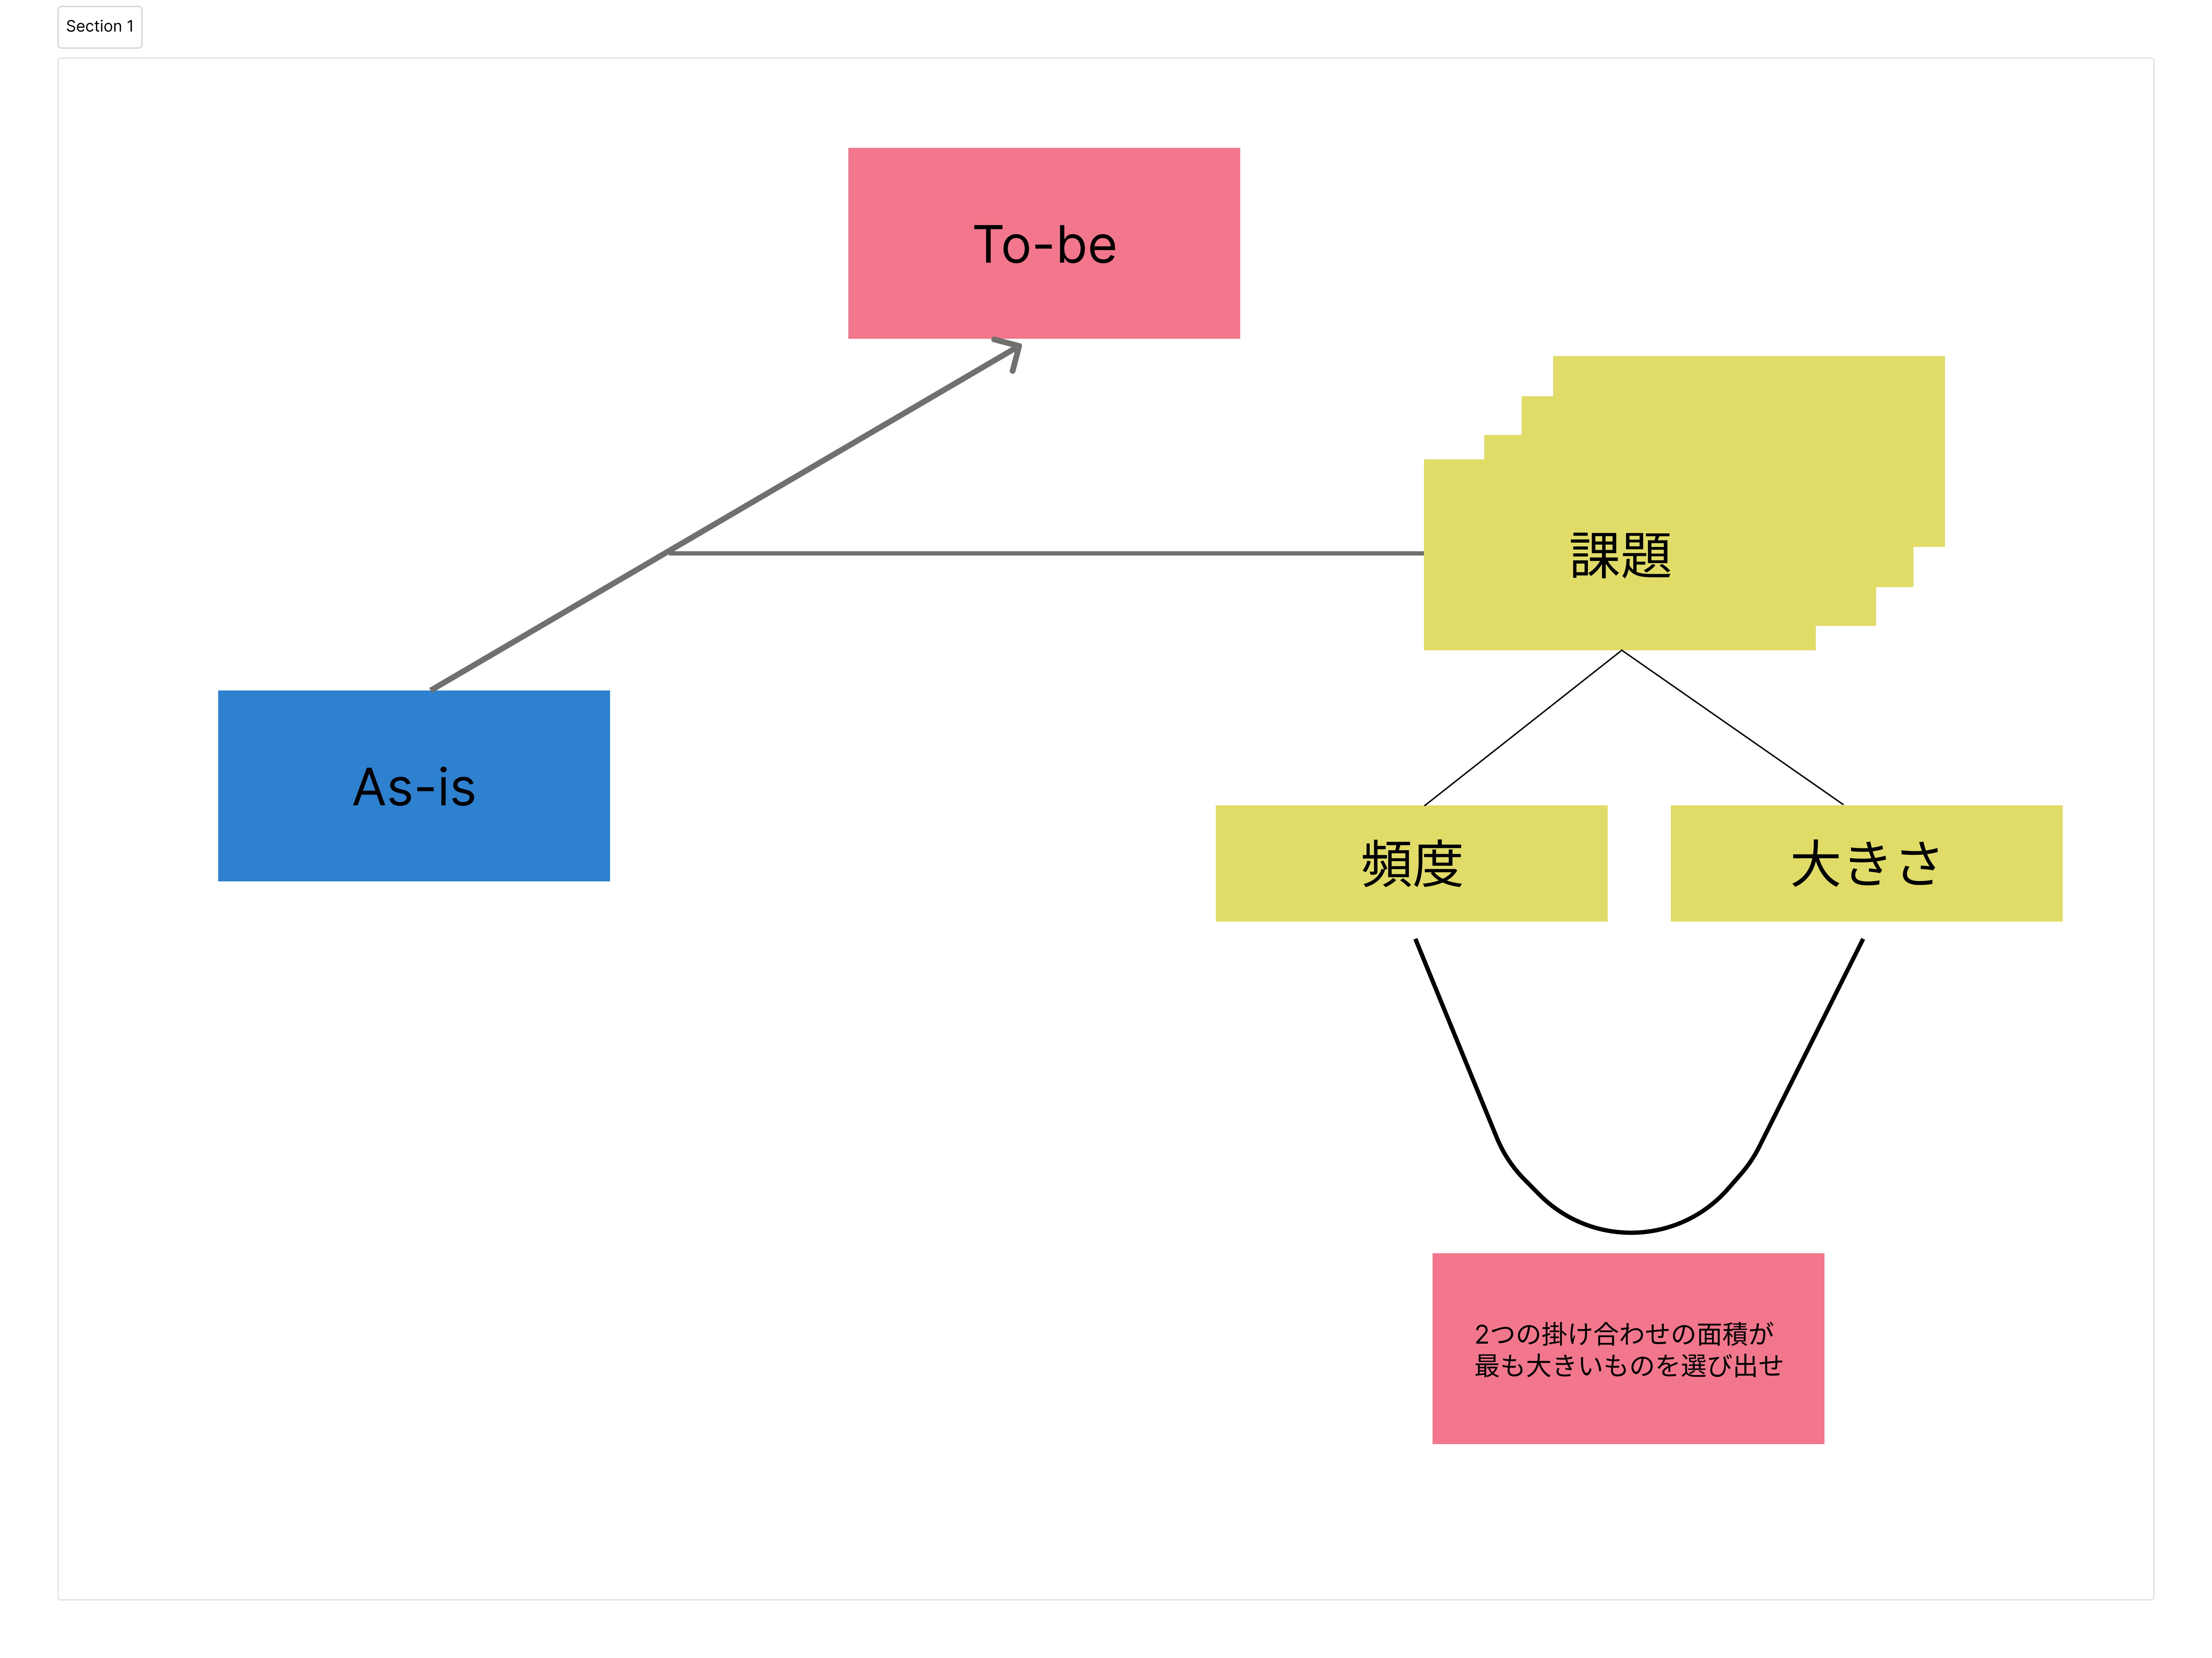 Section 1
To-be
課題
As-is
頻度
大きさ
2つの掛け合わせの面積が
最も大きいものを選び出せ